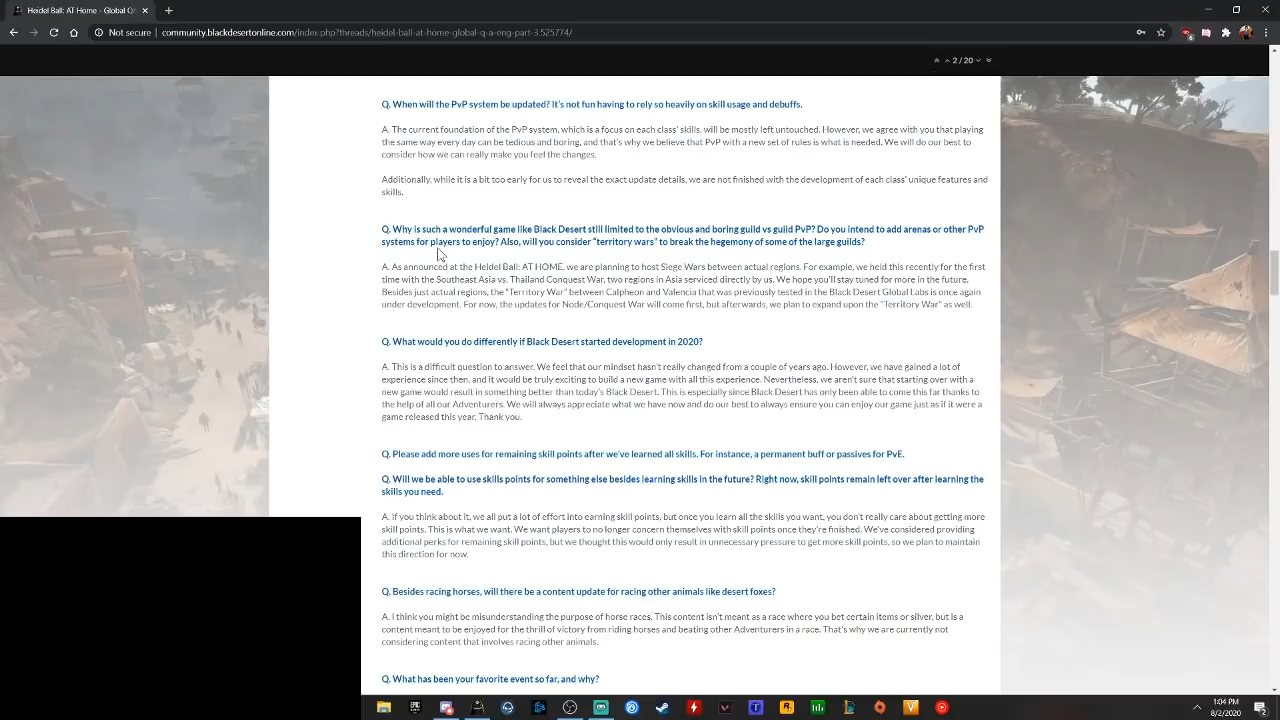 Heidel Ball: AT Home - Global Q&
Not secure | community.blackdesertonline.com/index.php?threads/heidel-ball-at-home-global-q-a-eng-part-3.525774/
2 / 20
Q. When will the PvP system be updated? It's not fun having to rely so heavily on skill usage and debuffs.
A. The current foundation of the PvP system, which is a focus on each class' skills, will be mostly left untouched. However, we agree with you that playing
the same way every day can be tedious and boring, and that's why we believe that PvP with a new set of rules is what is needed. We will do our best to
consider how we can really make you feel the changes.
Additionally, while it is a bit too early for us to reveal the exact update details, we are not finished with the development of each class' unique features and
skills.
Q. Why is such a wonderful game like Black Desert still limited to the obvious and boring guild vs guild PvP? Do you intend to add arenas or other PvP
systems for players to enjoy? Also, will you consider "territory wars" to break the hegemony of some of the large guilds?
A. As announced at the Heidel Ball: AT HOME, we are planning to host Siege Wars between actual regions. For example, we held this recently for the first
time with the Southeast Asia vs. Thailand Conquest War, two regions in Asia serviced directly by us. We hope you'll stay tuned for more in the future.
Besides just actual regions, the "Territory War" between Calpheon and Valencia that was previously tested in the Black Desert Global Labs is once again
under development. For now, the updates for Node/Conquest War will come first, but afterwards, we plan to expand upon the "Territory War" as well.
Q. What would you do differently if Black Desert started development in 2020?
A. This is a difficult question to answer. We feel that our mindset hasn't really changed from a couple of years ago. However, we have gained a lot of
experience since then, and it would be truly exciting to build a new game with all this experience. Nevertheless, we aren't sure that starting over with a
new game would result in something better than today's Black Desert. This is especially since Black Desert has only been able to come this far thanks to
the help of all our Adventurers. We will always appreciate what we have now and do our best to always ensure you can enjoy our game just as if it were a
game released this year. Thank you.
Q. Please add more uses for remaining skill points after we've learned all skills. For instance, a permanent buff or passives for PvE.
Q. Will we be able to use skills points for something else besides learning skills in the future? Right now, skill points remain left over after learning the
skills you need.
A. If you think about it, we all put a lot of effort into earning skill points, but once you learn all the skills you want, you don't really care about getting more
skill points. This is what we want. We want players to no longer concern themselves with skill points once they're finished. We've considered providing
additional perks for remaining skill points, but we thought this would only result in unnecessary pressure to get more skill points, so we plan to maintain
this direction for now.
Q. Besides racing horses, will there be a content update for racing other animals like desert foxes?
A. I think you might be misunderstanding the purpose of horse races. This content isn't meant as a race where you bet certain items or silver, but is a
content meant to be enjoyed for the thrill of victory from riding horses and beating other Adventurers in a race. That's why we are currently not
considering content that involves racing other animals.
Q. What has been your favorite event so far, and why?
1:04 PM
8/2/2020